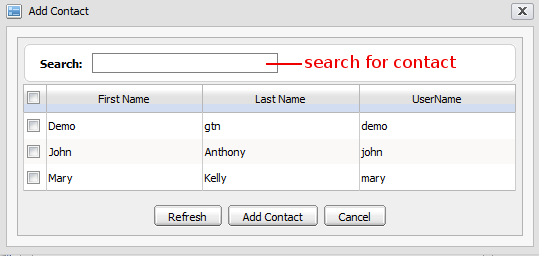 Add Contact
Search: search for contact
First Name Last Name UserName
Demo gtn demo
John Anthony john
Mary Kelly mary
Refresh Add Contact Cancel